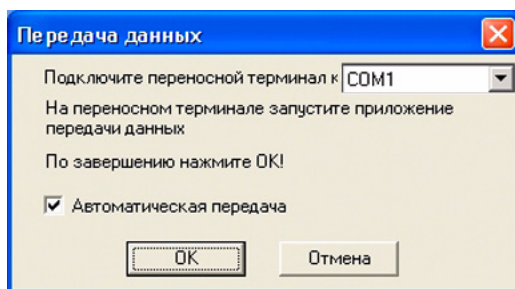 Передача данных
Подключите переносной терминал к COM1
На переносном терминале запустите приложение
передачи данных
По завершению нажмите OK!
Автоматическая передача
OK Отмена